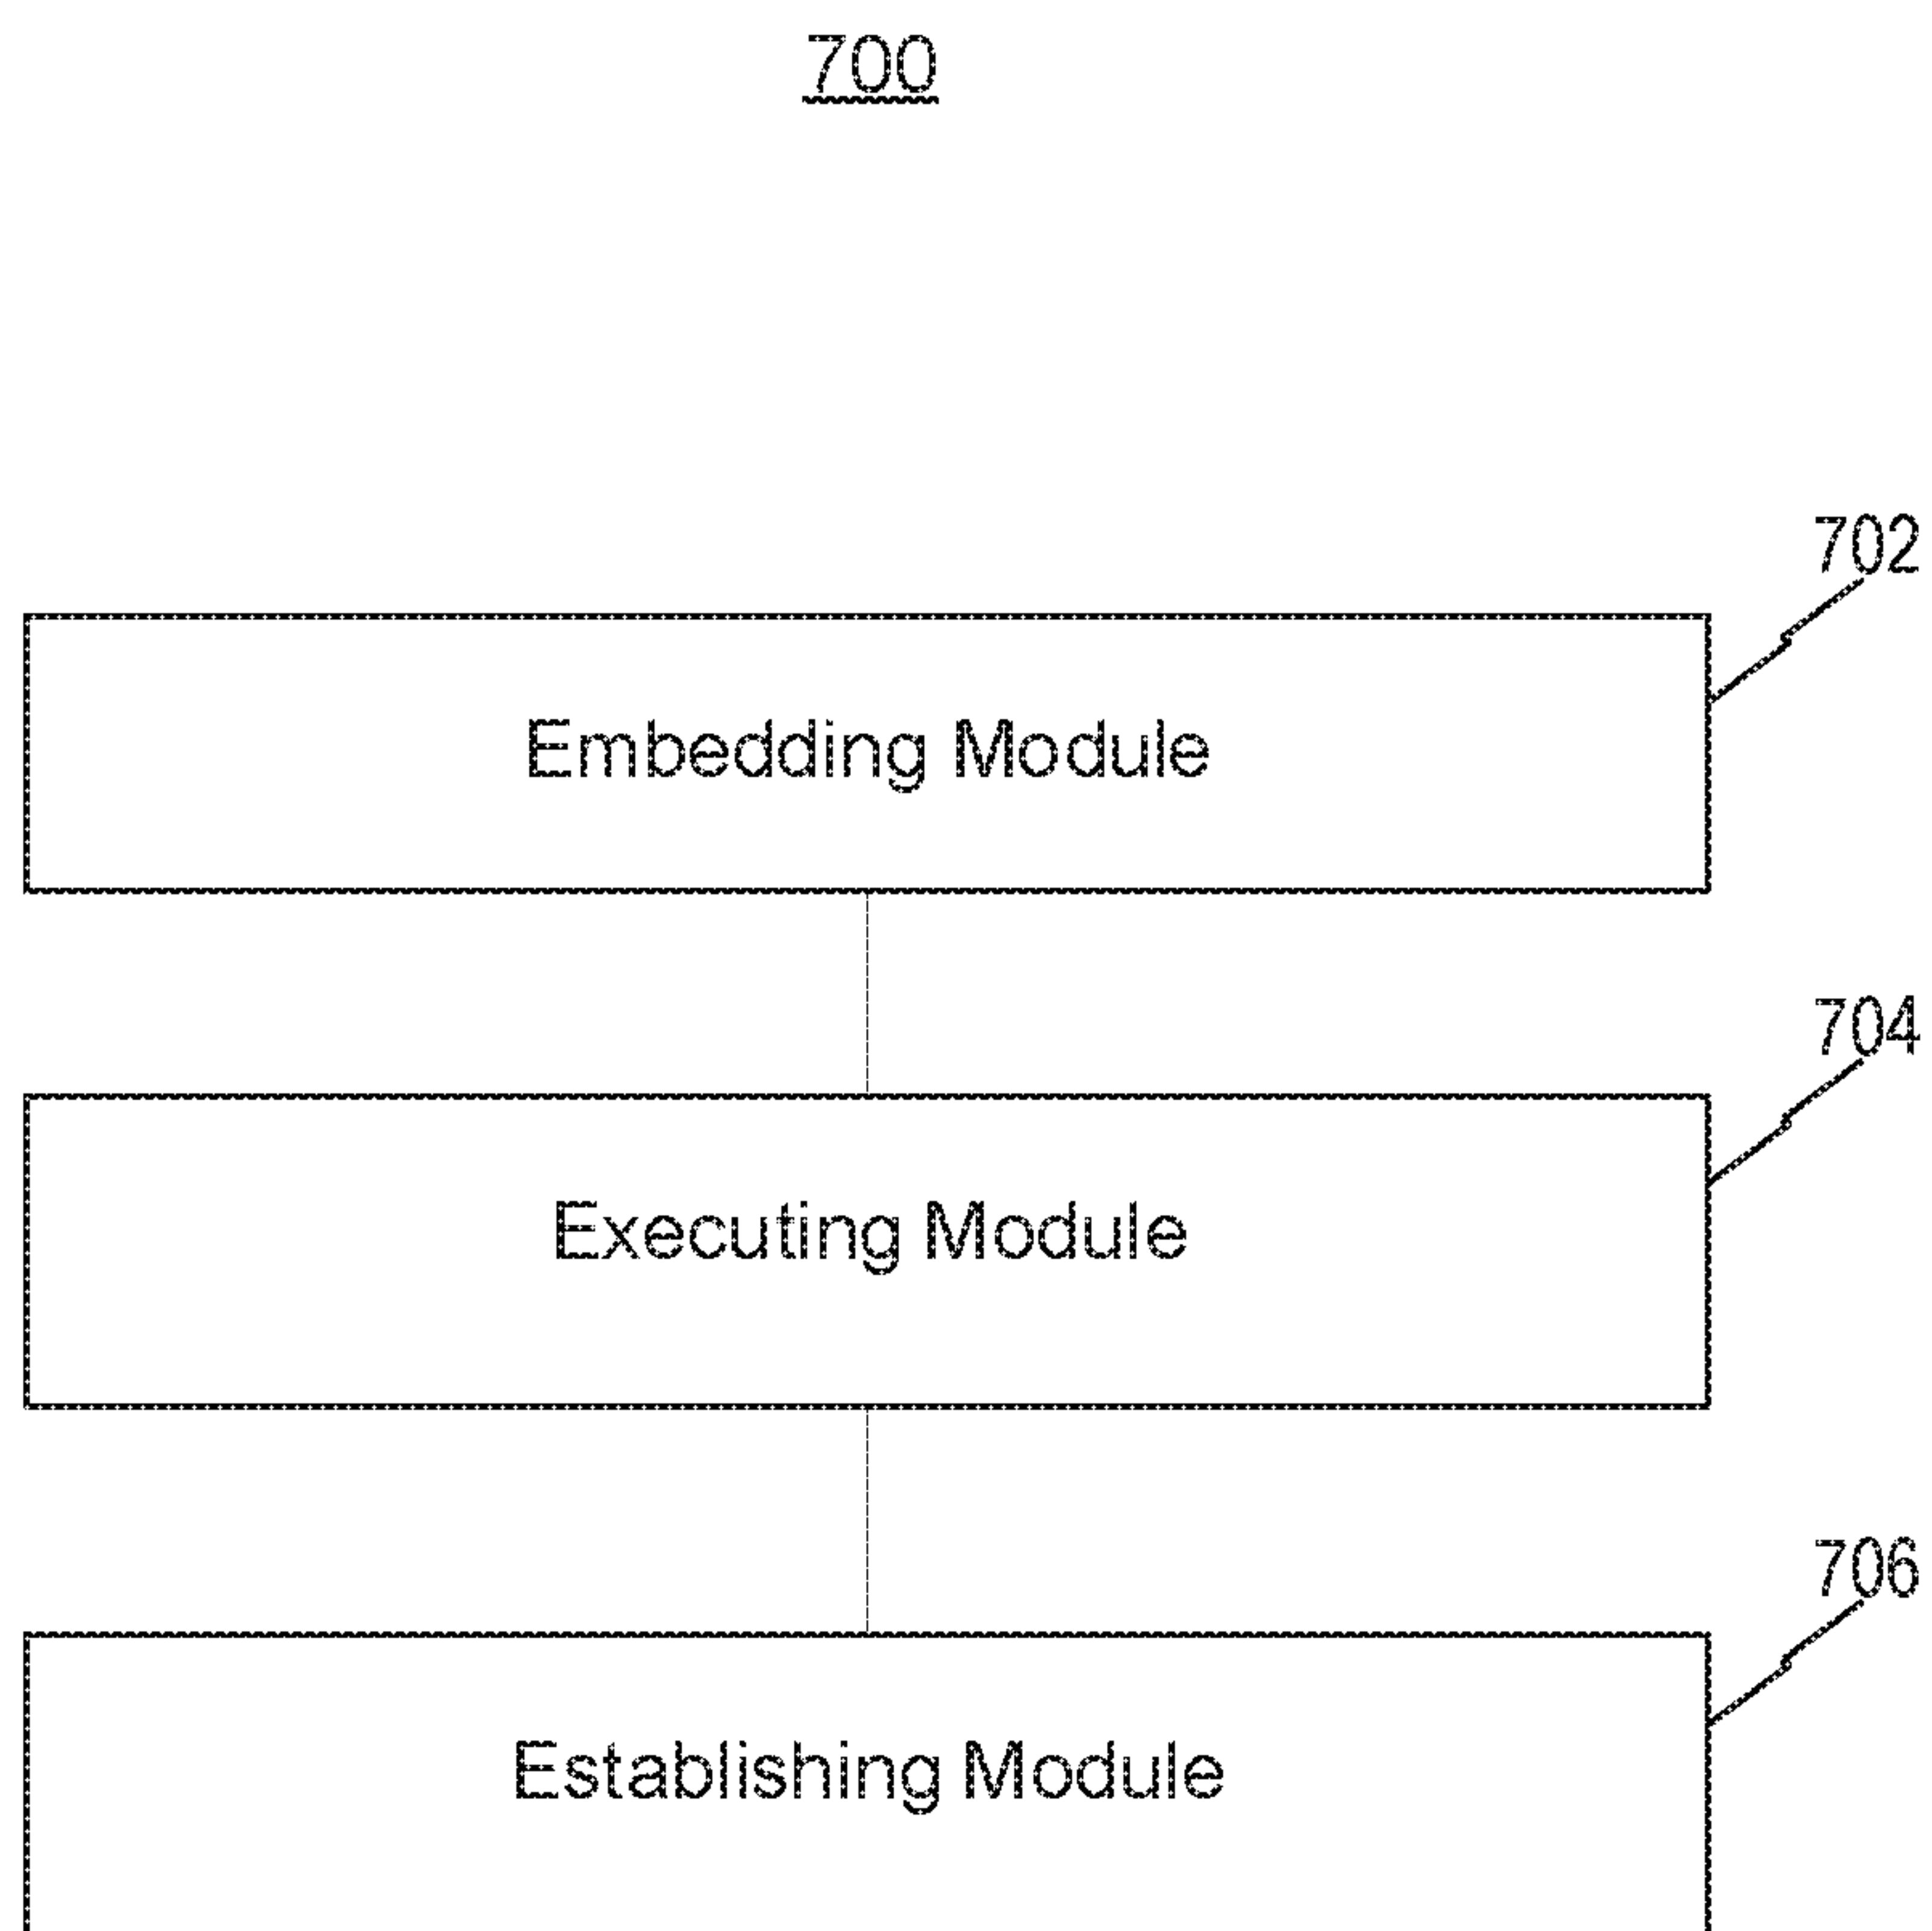 700
702
Embedding Module
704
Executing Module
706
Establishing Module